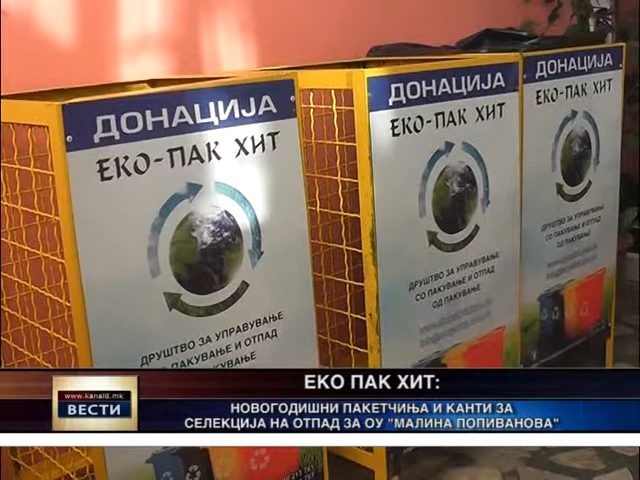 ДОНАЦИЈА
ЕКО-ПАК ХИТ
ДРУШТВО ЗА УПРАВУВАЊЕ
СО ПАКУВАЊЕ И ОТПАД
ПАКУВАЊЕ
ДОНАЦИЈА
ЕКО-ПАК ХИТ
ДРУШТВО ЗА УПРАВУВАЊЕ
СО ПАКУВАЊЕ И ОТПАД
ОД ПАКУВАЊЕ
ДОНАЦИЈА
ЕКО-ПАК ХИТ
ДРУШТВО ЗА УПРАВУВАЊЕ
СО ПАКУВАЊЕ И ОТПАД
ОД ПАКУВАЊЕ
ЕКО ПАК ХИТ:
www.kanal8.mk
ВЕСТИ
НОВОГОДИШНИ ПАКЕТЧИЊА И КАНТИ ЗА
СЕЛЕКЦИЈА НА ОТПАД ЗА ОУ "МАЛИНА ПОПИВАНОВА"